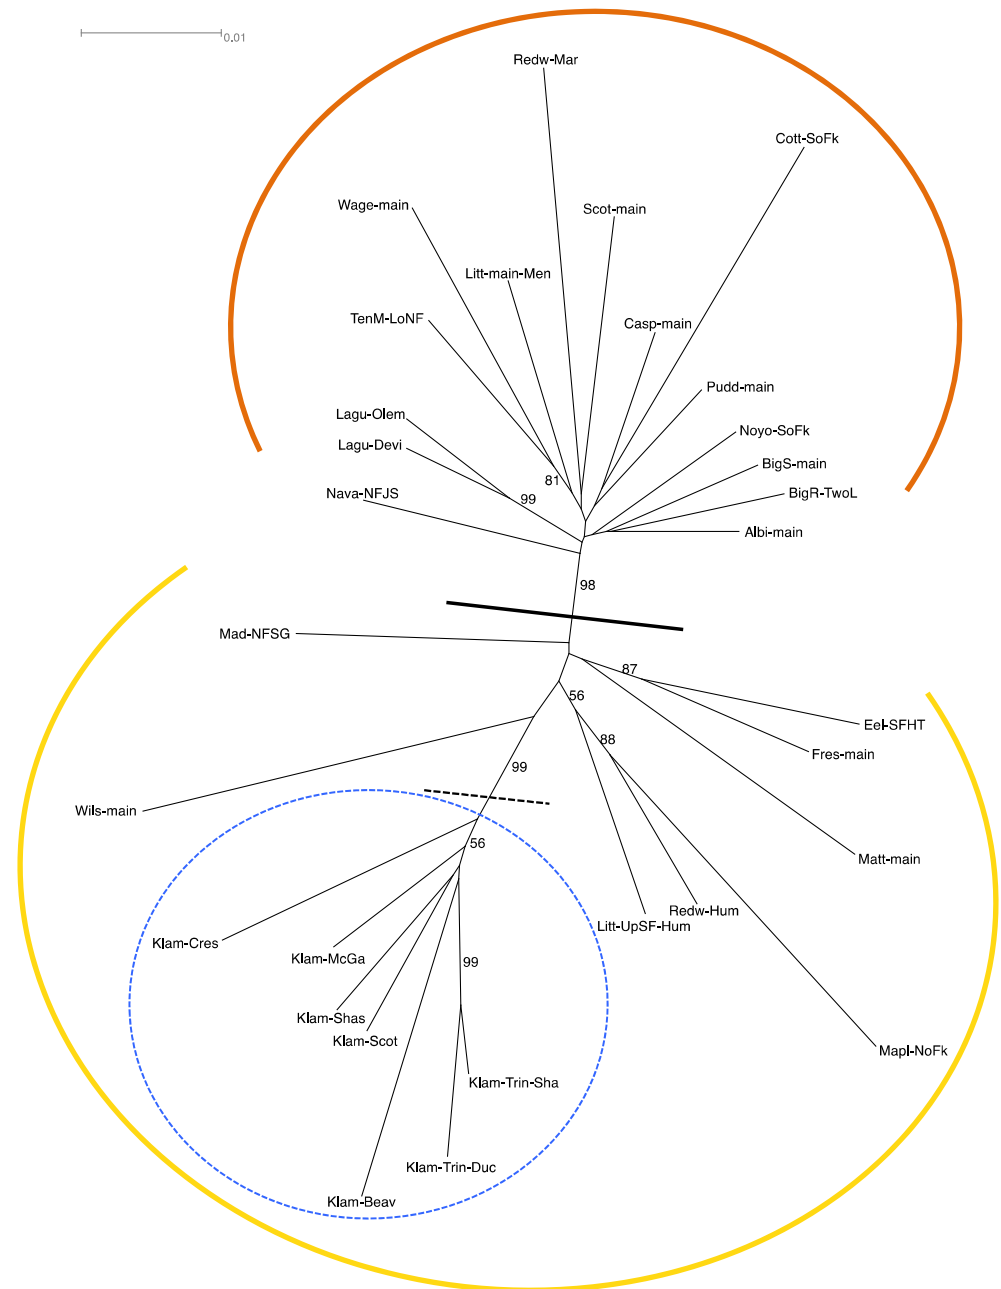 0.01
Redw-Mar
Cott-SoFk
Wage-main
Scot-main
Litt-main-Men
TenM-LoNF
Casp-main
Pudd-main
Lagu-Olem
Noyo-SoFk
Lagu-Devi
BigS-main
81
Nava-NFJS
99
BigR-TwoL
Albi-main
98
Mad-NFSG
87
56
Eel-SFHT
88
Fres-main
99
Wils-main
56
Matt-main
Redw-Hum
Litt-UpSF-Hum
Klam-Cres
Klam-McGa
99
Klam-Shas
Klam-Scot
Mapl-NoFk
Klam-Trin-Sha
Klam-Trin-Duc
Klam-Beav